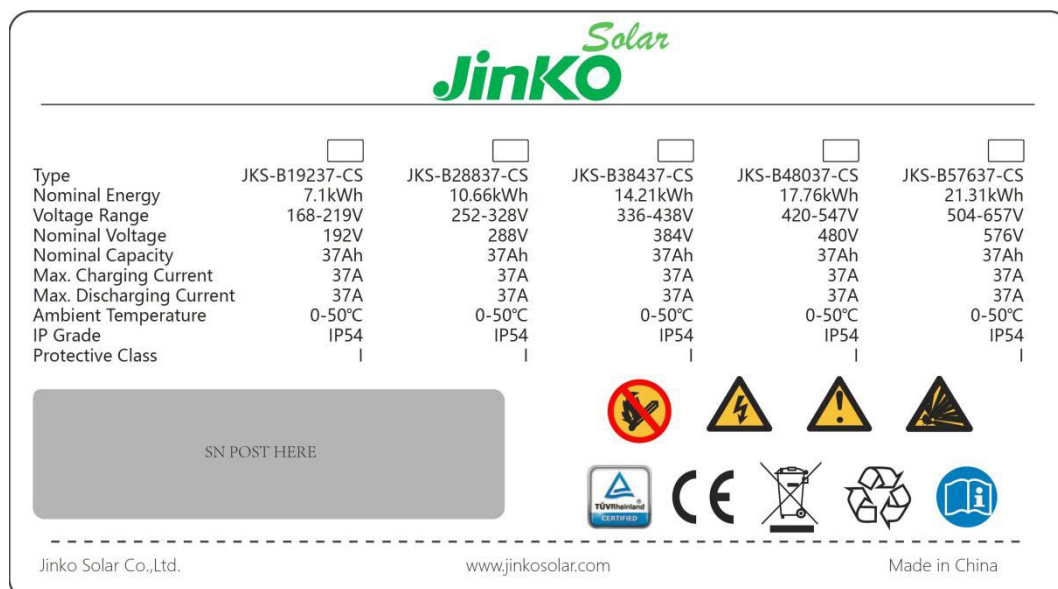 Solar
JinKO
Type JKS-B19237-CS JKS-B28837-CS JKS-B38437-CS JKS-B48037-CS JKS-B57637-CS
Nominal Energy 7.1kWh 10.66kWh 14.21kWh 17.76kWh 21.31kWh
Voltage Range 168-219V 252-328V 336-438V 420-547V 504-657V
Nominal Voltage 192V 288V 384V 480V 576V
Nominal Capacity 37Ah 37Ah 37Ah 37Ah 37Ah
Max. Charging Current 37A 37A 37A 37A 37A
Max. Discharging Current 37A 37A 37A 37A 37A
Ambient Temperature 0-50℃ 0-50℃ 0-50℃ 0-50℃ 0-50℃
IP Grade IP54 IP54 IP54 IP54 IP54
Protective Class I I I I I
SN POST HERE
TÜVRheinland
CERTIFIED
CE
Jinko Solar Co.,Ltd. www.jinkosolar.com Made in China